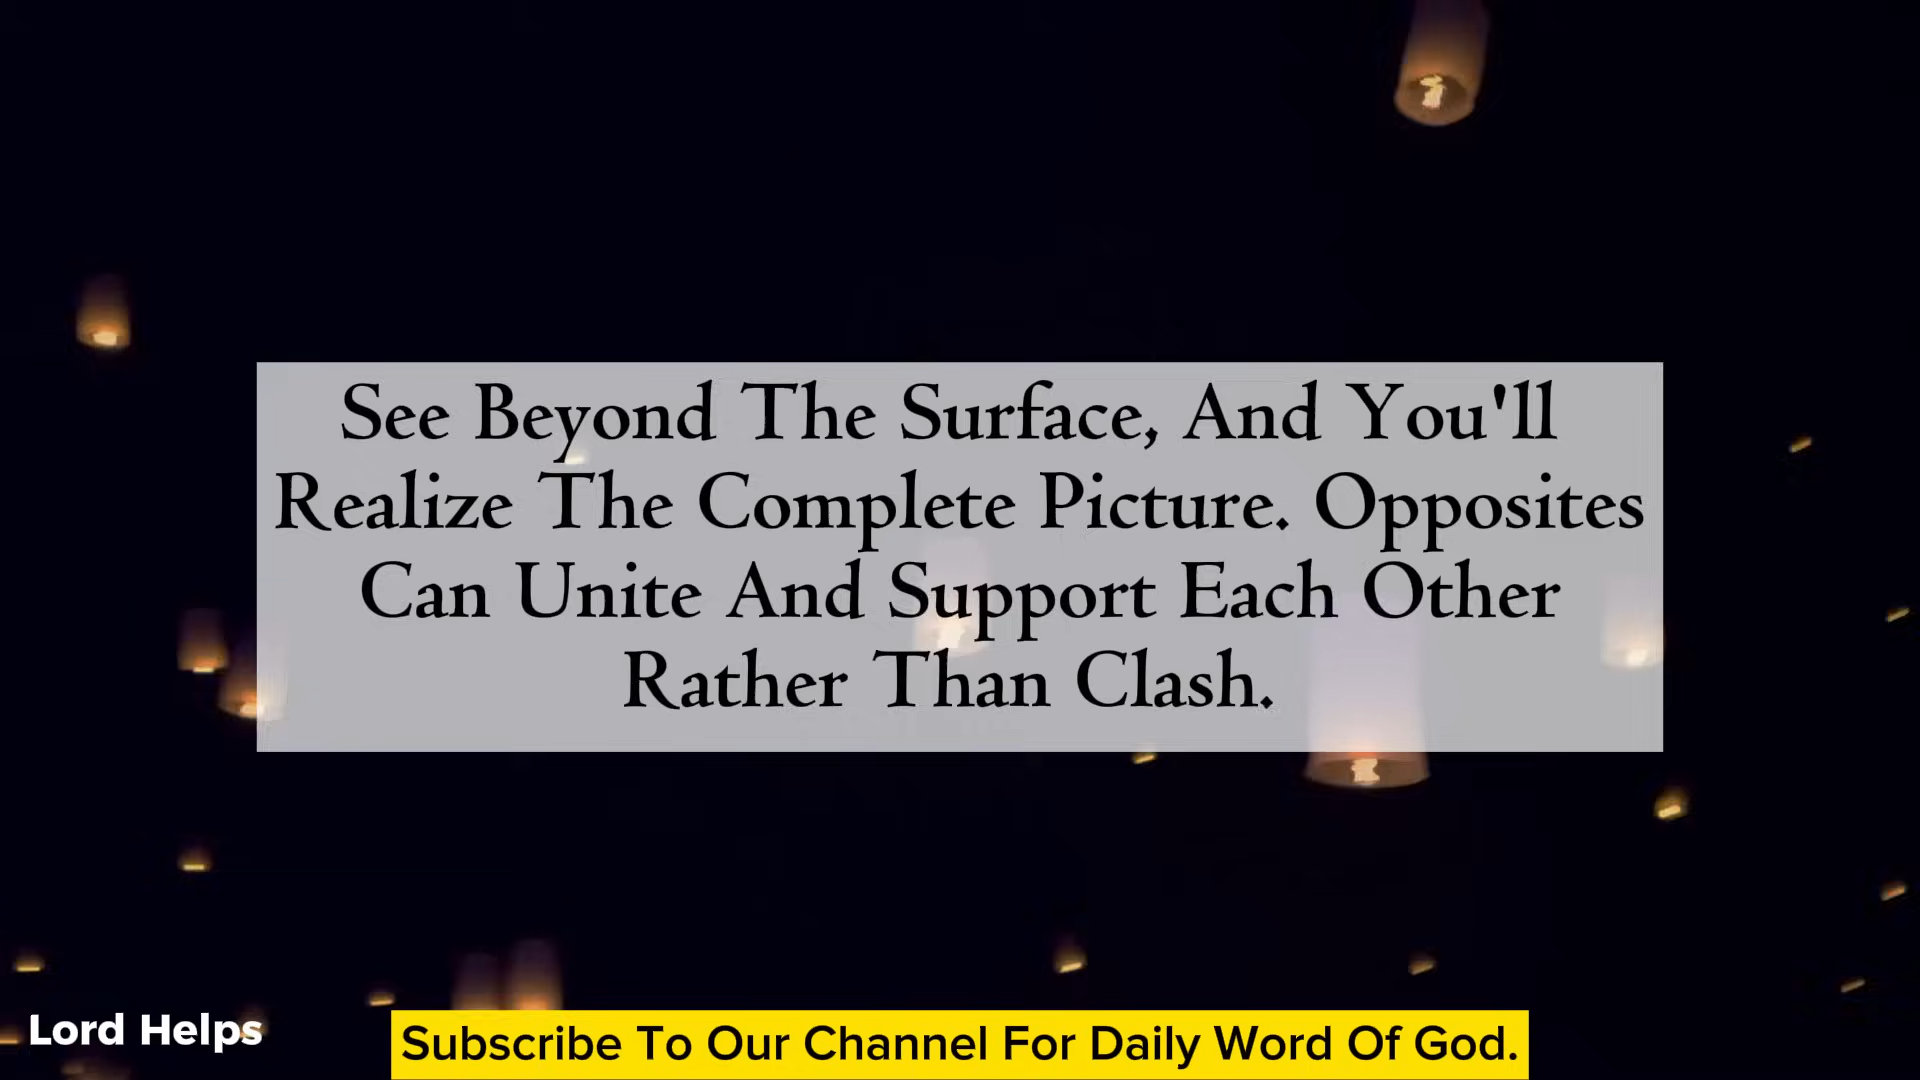 See Beyond The Surface, And You'll
Realize The Complete Picture. Opposites
Can Unite And Support Each Other
Rather Than Clash.
Lord Helps
Subscribe To Our Channel For Daily Word Of God.